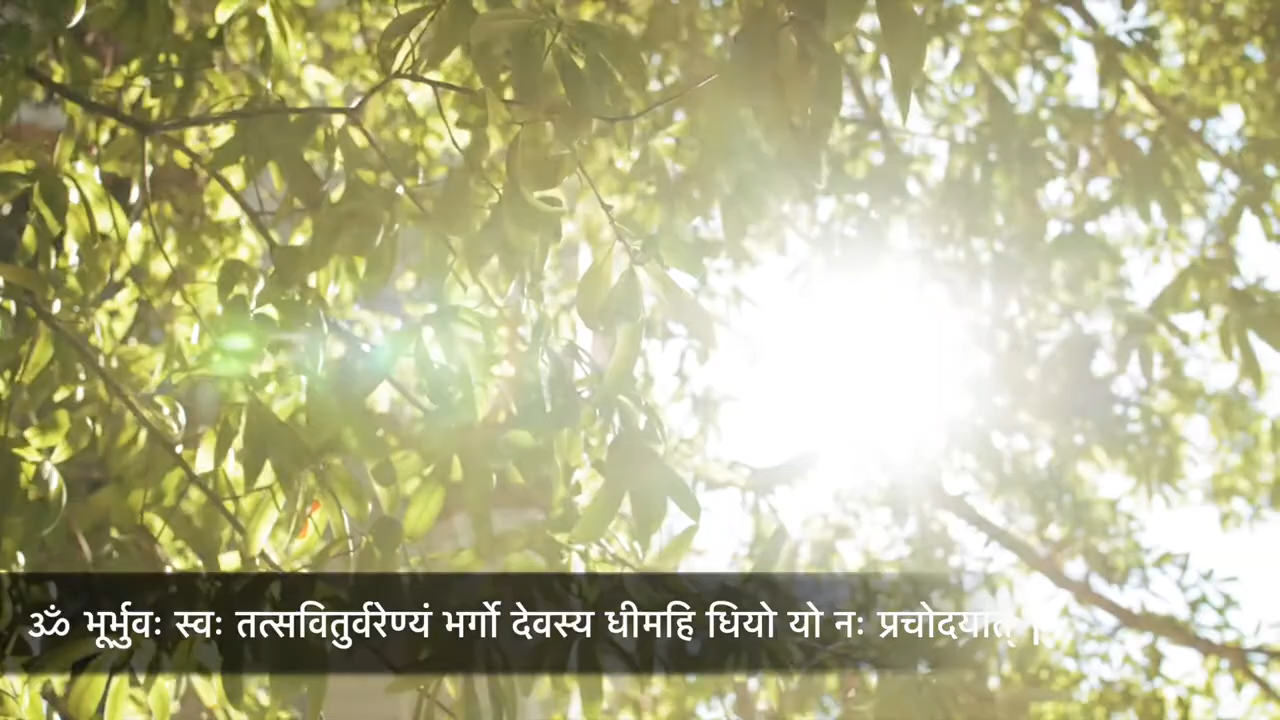 ॐ भूर्भुवः स्वः तत्सवितुर्वरेण्यं भर्गो देवस्य धीमहि धियो यो नः प्रचोदयात् |